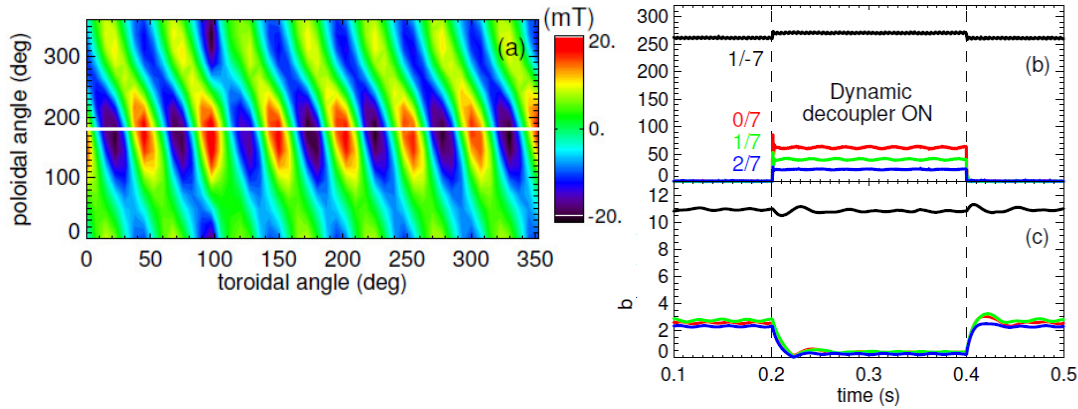 (mT)
(a)
20.
0.
-20.
300
200
100
0
poloidal angle (deg)
0 50 100 150 200 250 300 350
toroidal angle (deg)
300
250
200
150
100
50
0
1/-7
(b)
Dynamic
decoupler ON
0/7
1/7
2/7
12
10
8
6
4
2
0
(c)
b
0.1 0.2 0.3 0.4 0.5
time (s)